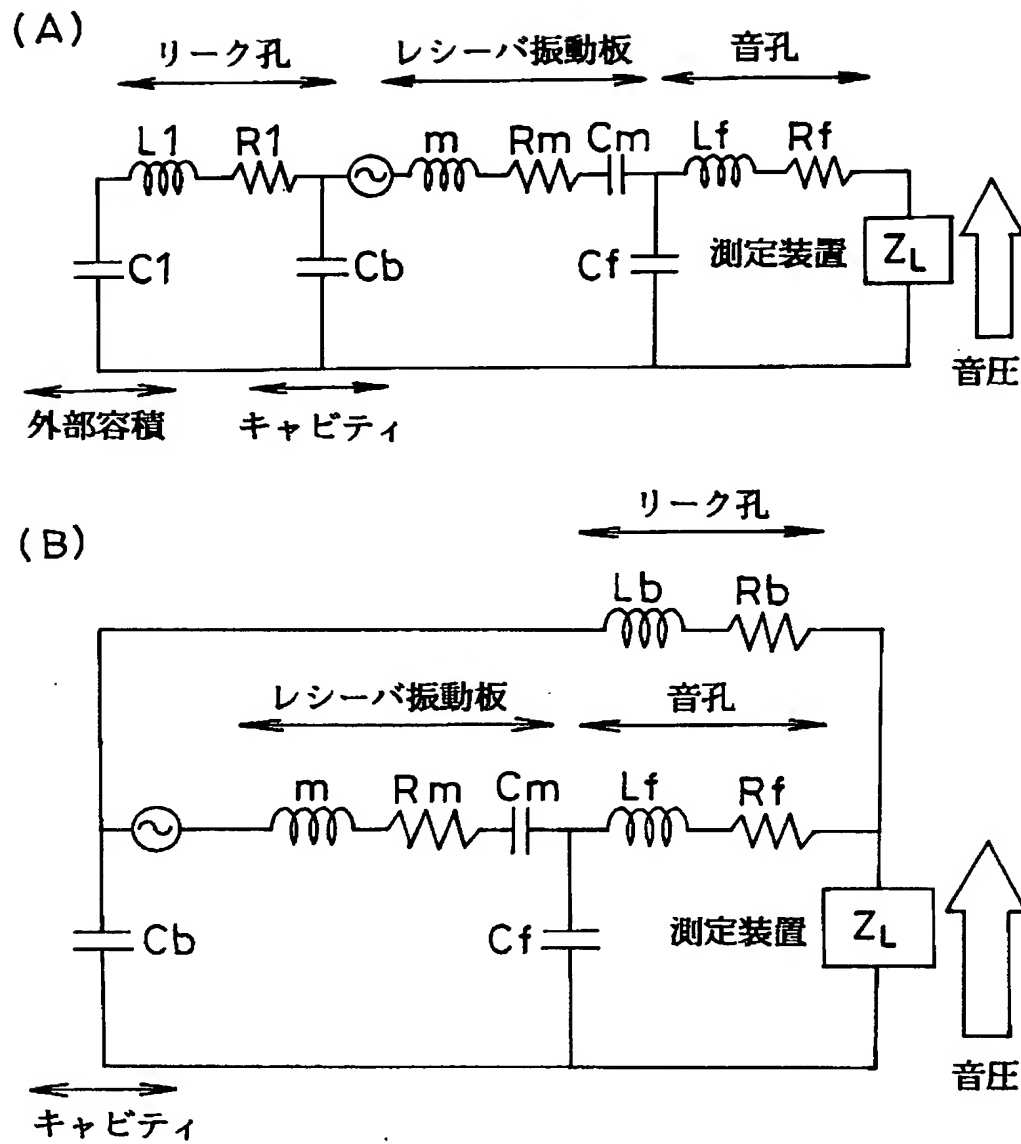 (A)
リーク孔
レシーバ振動板
音孔
L1
R1
m
Rm
Cm
Lf
Rf
C1
Cb
Cf
測定装置
ZL
音圧
外部容積
キャビティ
(B)
リーク孔
Lb
Rb
レシーバ振動板
音孔
m
Rm
Cm
Lf
Rf
Cb
Cf
測定装置
ZL
音圧
キャビティ